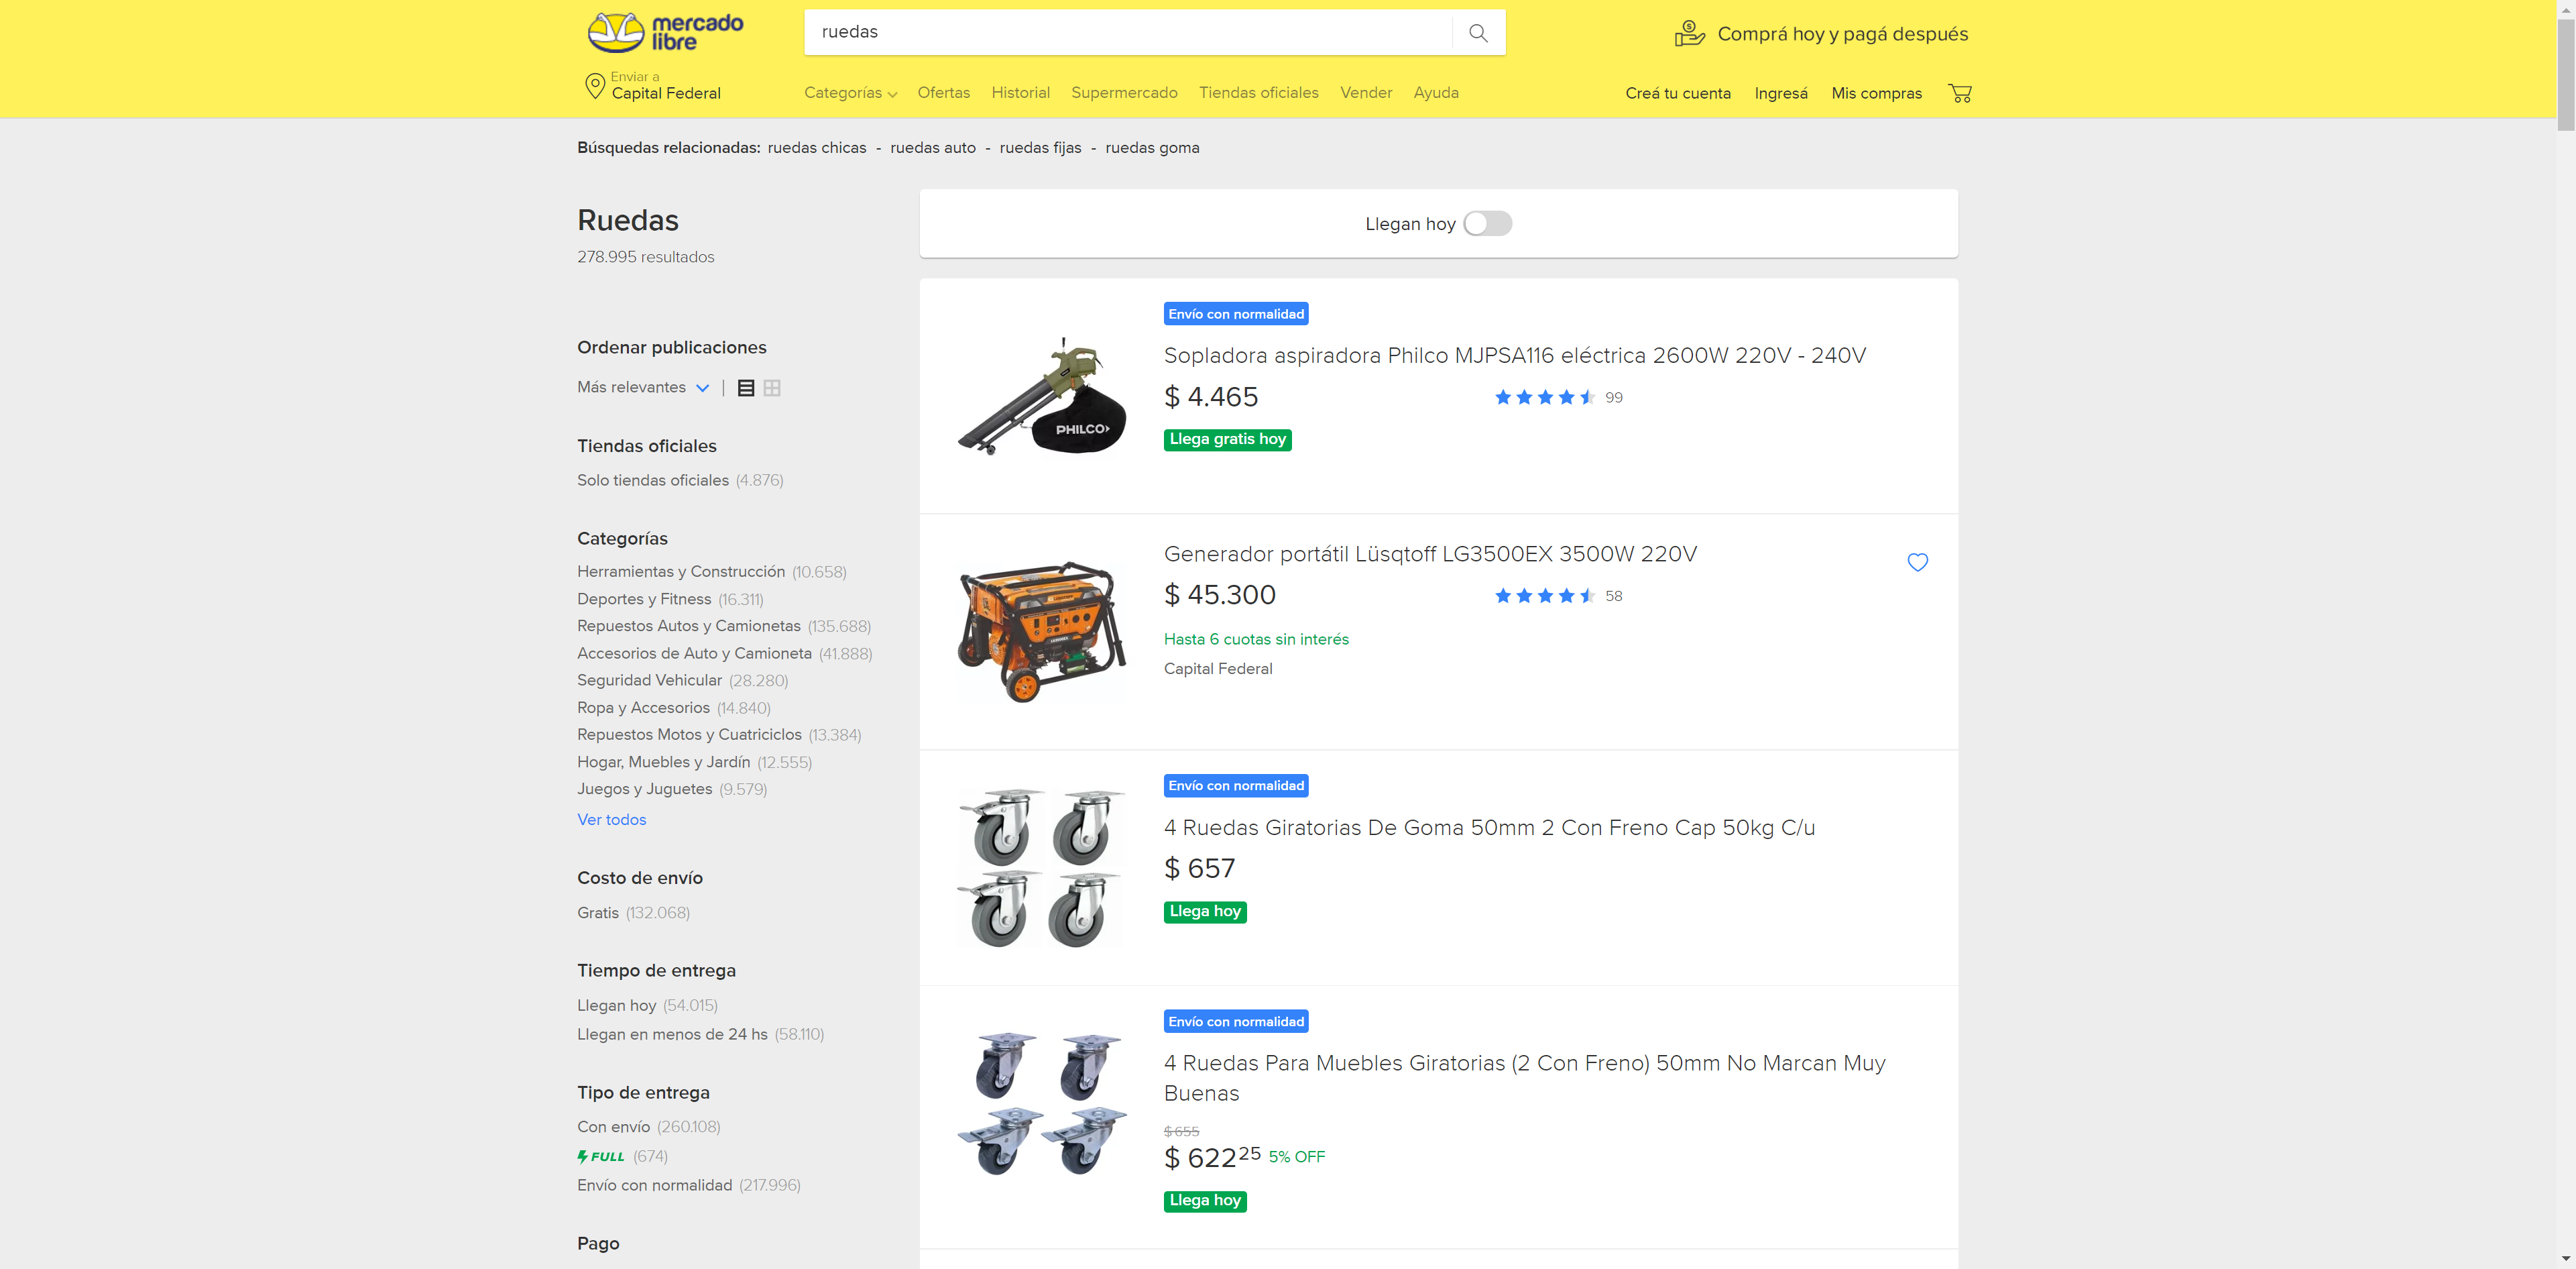 mercado
libre
ruedas
Comprá hoy y pagá después
Enviar a
Capital Federal
Categorías Ofertas Historial Supermercado Tiendas oficiales Vender Ayuda
Creá tu cuenta Ingresá Mis compras
Búsquedas relacionadas: ruedas chicas - ruedas auto - ruedas fijas - ruedas goma
Ruedas
278.995 resultados
Ordenar publicaciones
Más relevantes
Tiendas oficiales
Solo tiendas oficiales (4.876)
Categorías
Herramientas y Construcción (10.658)
Deportes y Fitness (16.311)
Repuestos Autos y Camionetas (135.688)
Accesorios de Auto y Camioneta (41.888)
Seguridad Vehicular (28.280)
Ropa y Accesorios (14.840)
Repuestos Motos y Cuatriciclos (13.384)
Hogar, Muebles y Jardín (12.555)
Juegos y Juguetes (9.579)
Ver todos
Costo de envío
Gratis (132.068)
Tiempo de entrega
Llegan hoy (54.015)
Llegan en menos de 24 hs (58.110)
Tipo de entrega
Con envío (260.108)
FULL (674)
Envío con normalidad (217.996)
Pago
Llegan hoy
Envío con normalidad
Sopladora aspiradora Philco MJPSA116 eléctrica 2600W 220V - 240V
$ 4.465
99
Llega gratis hoy
PHILCO
Generador portátil Lüsqtoff LG3500EX 3500W 220V
$ 45.300
58
Hasta 6 cuotas sin interés
Capital Federal
Envío con normalidad
4 Ruedas Giratorias De Goma 50mm 2 Con Freno Cap 50kg C/u
$ 657
Llega hoy
Envío con normalidad
4 Ruedas Para Muebles Giratorias (2 Con Freno) 50mm No Marcan Muy
Buenas
$ 655
$ 622 25 5% OFF
Llega hoy